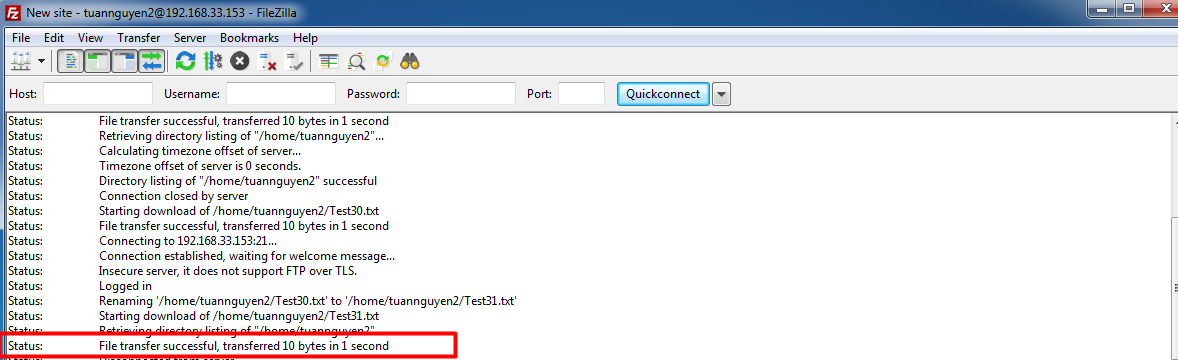 New site - tuannguyen2@192.168.33.153 - FileZilla
File Edit View Transfer Server Bookmarks Help
Host: Username: Password: Port: Quickconnect
Status: File transfer successful, transferred 10 bytes in 1 second
Status: Retrieving directory listing of "/home/tuannguyen2"...
Status: Calculating timezone offset of server...
Status: Timezone offset of server is 0 seconds.
Status: Directory listing of "/home/tuannguyen2" successful
Status: Connection closed by server
Status: Starting download of /home/tuannguyen2/Test30.txt
Status: File transfer successful, transferred 10 bytes in 1 second
Status: Connecting to 192.168.33.153:21...
Status: Connection established, waiting for welcome message...
Status: Insecure server, it does not support FTP over TLS.
Status: Logged in
Status: Renaming '/home/tuannguyen2/Test30.txt' to '/home/tuannguyen2/Test31.txt'
Status: Starting download of /home/tuannguyen2/Test31.txt
Status: Retrieving directory listing of "/home/tuannguyen2"...
Status: File transfer successful, transferred 10 bytes in 1 second
Status: Disconnected from server